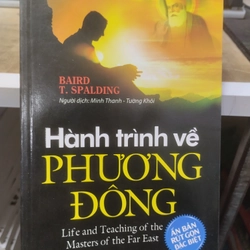 BAIRD
T. SPALDING
Người dịch: Minh Thanh - Tường Khôi
Hành trình về
PHƯƠNG
ĐÔNG
Life and Teaching of the
Masters of the Far East
ẤN BẢN
RÚT GỌN
ĐẶC BIỆT